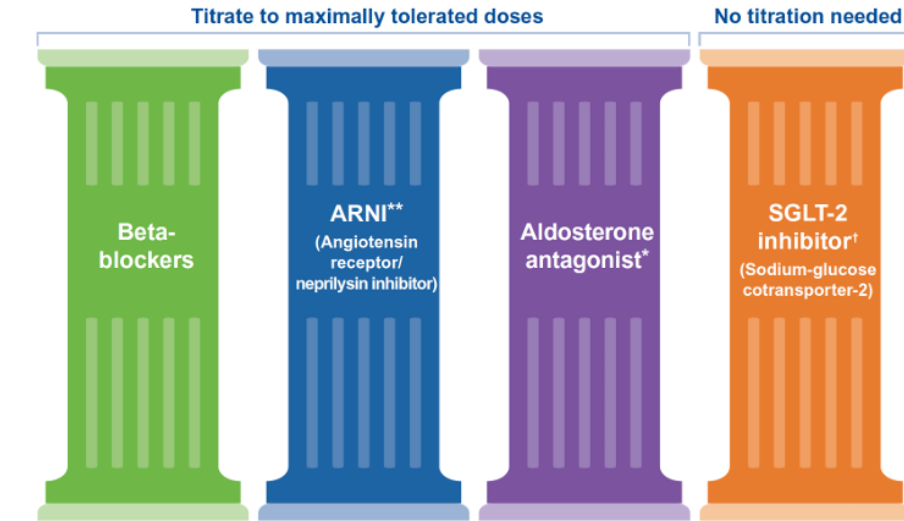 Titrate to maximally tolerated doses
No titration needed
Beta-
blockers
ARNI**
(Angiotensin
receptor/
neprilysin inhibitor)
Aldosterone
antagonist*
SGLT-2
inhibitor†
(Sodium-glucose
cotransporter-2)